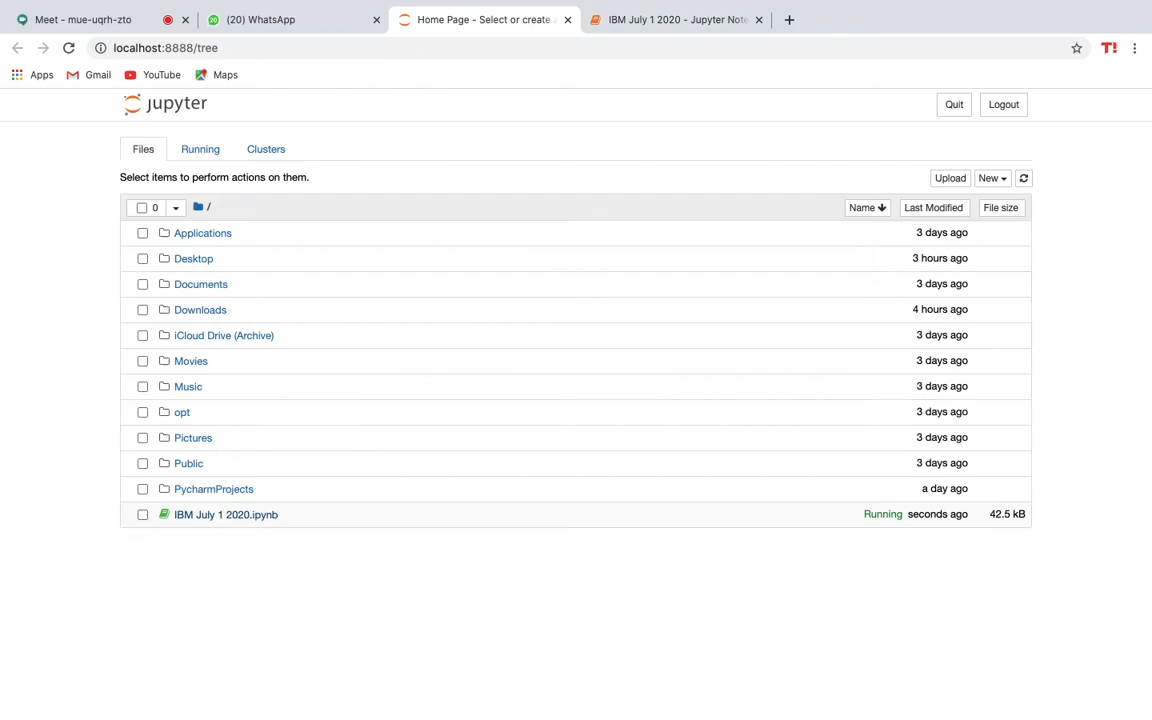 Meet - mue-uqrh-zto
(20) WhatsApp
Home Page - Select or create a
IBM July 1 2020 - Jupyter Note
localhost:8888/tree
Apps Gmail YouTube Maps
jupyter
Quit Logout
Files Running Clusters
Select items to perform actions on them.
Upload New
0 / Name Last Modified File size
Applications 3 days ago
Desktop 3 hours ago
Documents 3 days ago
Downloads 4 hours ago
iCloud Drive (Archive) 3 days ago
Movies 3 days ago
Music 3 days ago
opt 3 days ago
Pictures 3 days ago
Public 3 days ago
PycharmProjects a day ago
IBM July 1 2020.ipynb Running seconds ago 42.5 kB